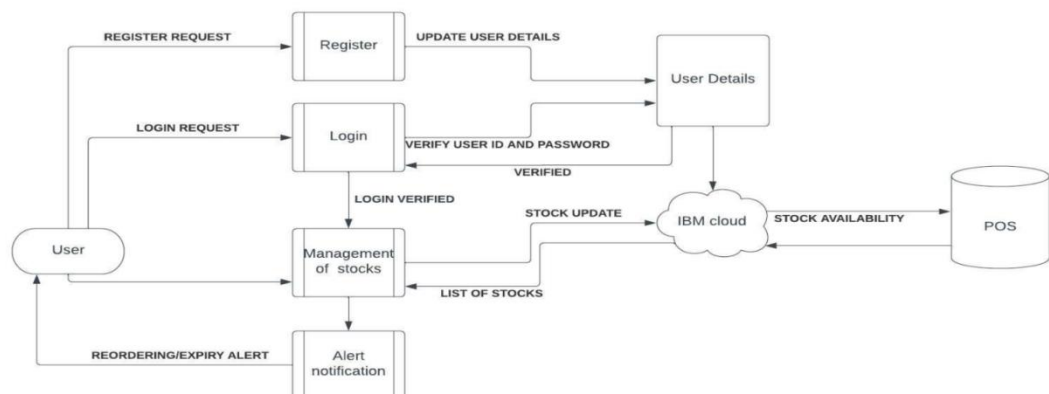 REGISTER REQUEST
Register
UPDATE USER DETAILS
User Details
LOGIN REQUEST
Login
VERIFY USER ID AND PASSWORD
VERIFIED
LOGIN VERIFIED
User
Management
of stocks
STOCK UPDATE
IBM cloud
STOCK AVAILABILITY
POS
LIST OF STOCKS
REORDERING/EXPIRY ALERT
Alert
notification